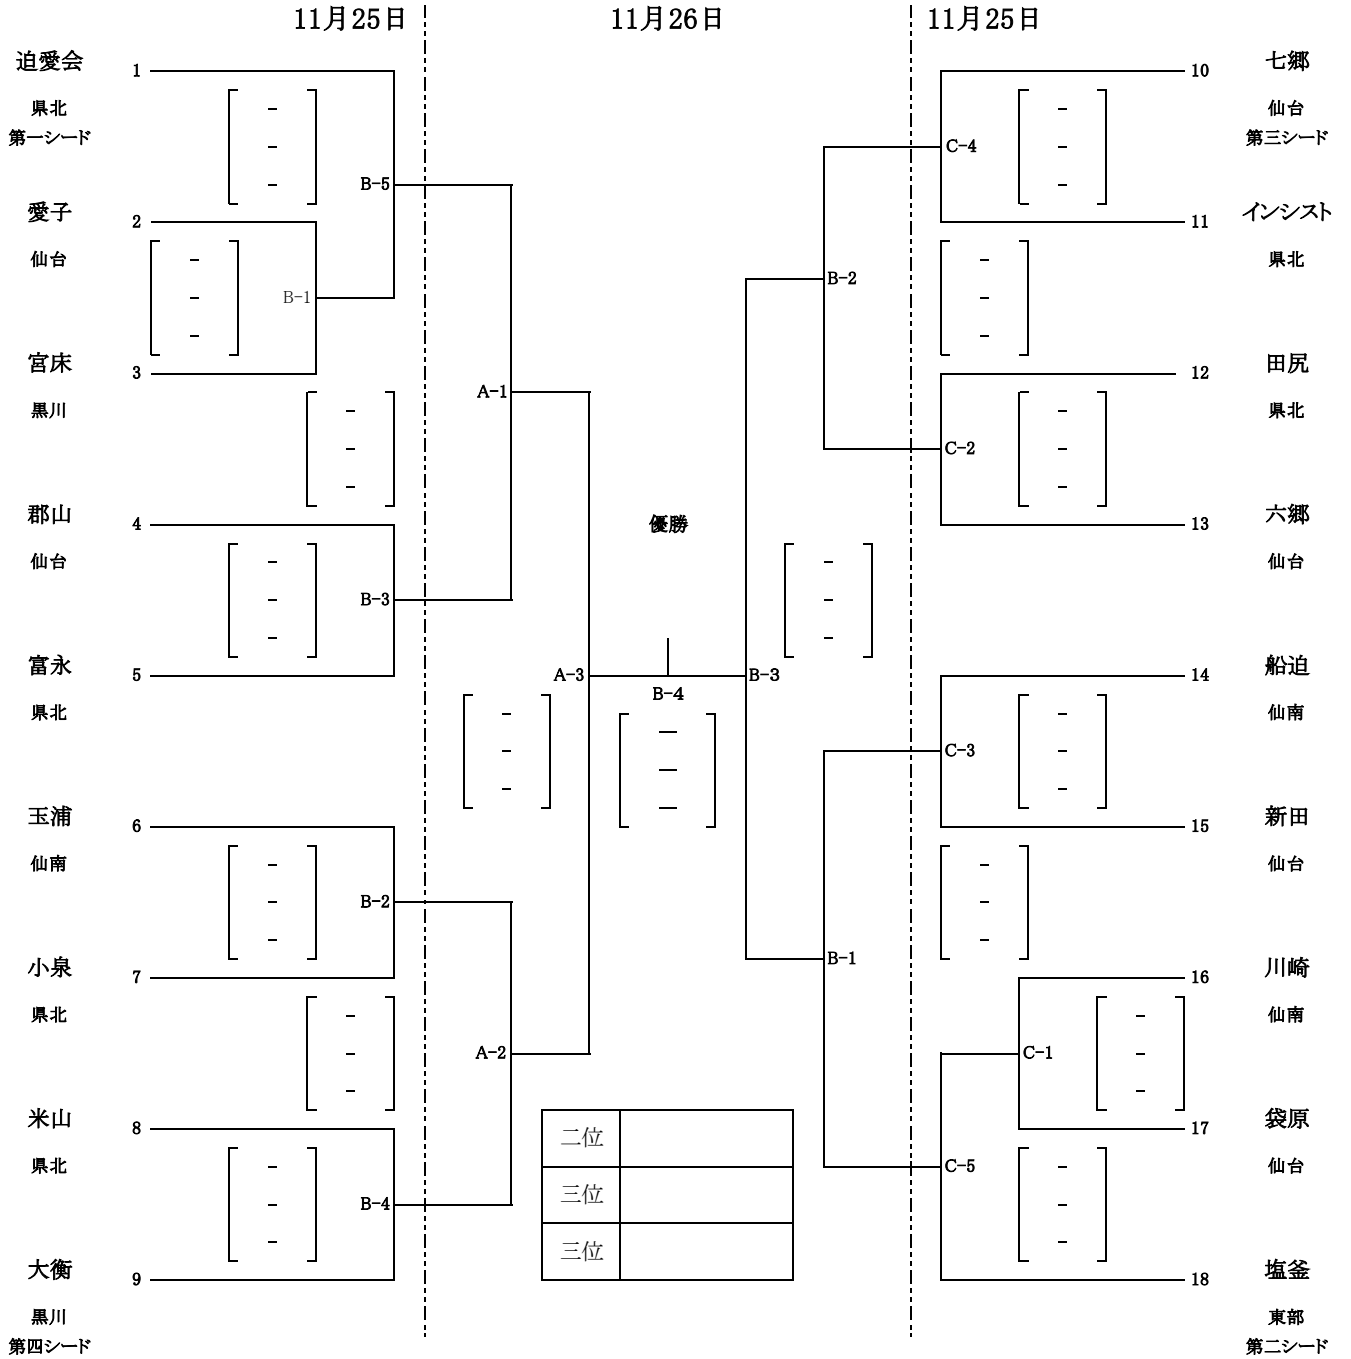 11月25日 11月26日 11月25日
迫愛会 1 10 七郷
県北 - - 仙台
第一シード - - 第三シード
B-5 - - C-4
愛子 2 11 インシスト
仙台 - - 県北
B-1 - - B-2
- -
宮床 3 12 田尻
A-1
黒川 - - 県北
- - C-2
- -
郡山 4 優勝 13 六郷
仙台 - - - 仙台
B-3 - -
- -
富永 5 A-3 B-3 14 船迫
B-4
県北 - - - 仙南
- - - C-3
- -
玉浦 6 15 新田
仙南 - - 仙台
B-2 - -
- -
小泉 7 B-1 16 川崎
県北 - - 仙南
- A-2 C-1 -
- -
米山 8 二位 17 袋原
県北 - C-5 - 仙台
三位
B-4 - -
三位
- -
大衡 9 18 塩釜
黒川 東部
第四シード 第二シード